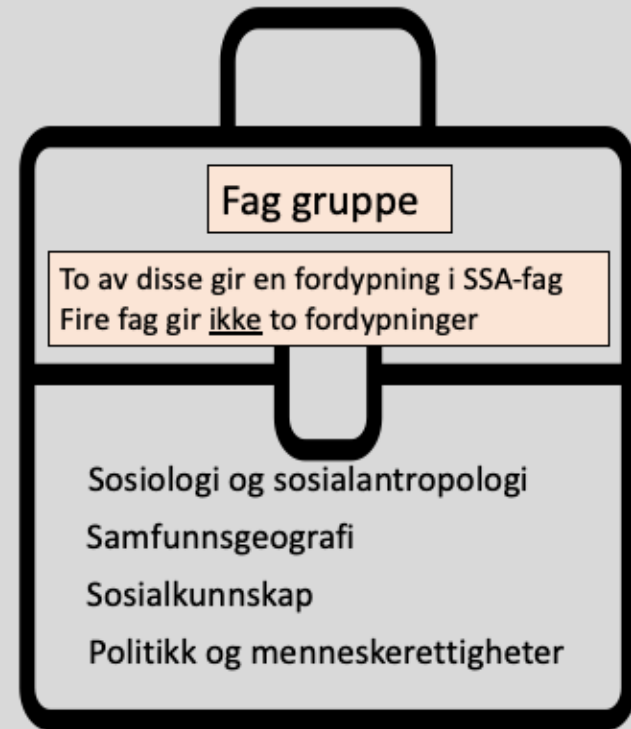 Fag gruppe
To av disse gir en fordypning i SSA-fag
Fire fag gir ikke to fordypninger
Sosiologi og sosialantropologi
Samfunnsgeografi
Sosialkunnskap
Politikk og menneskerettigheter